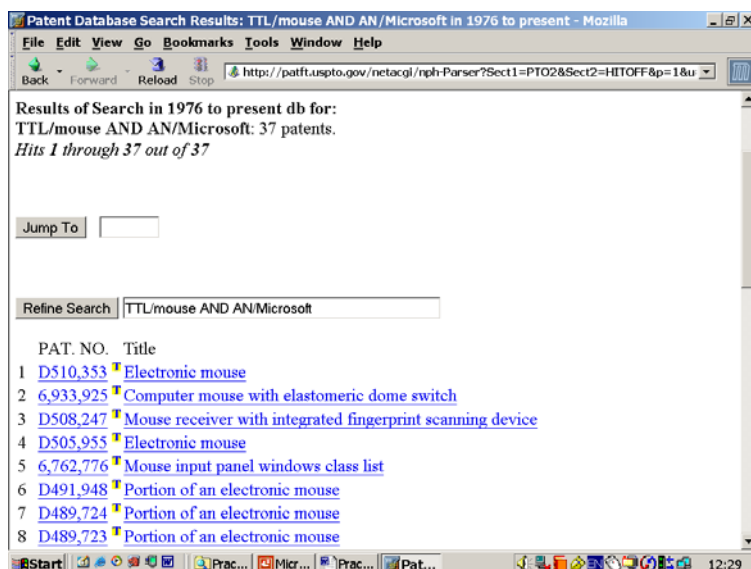 Patent Database Search Results: TTL/mouse AND AN/Microsoft in 1976 to present - Mozilla
File Edit View Go Bookmarks Tools Window Help
Back Forward Reload Stop http://patft.uspto.gov/netacgi/nph-Parser?Sect1=PTO2&Sect2=HITOFF&p=1&u
Results of Search in 1976 to present db for:
TTL/mouse AND AN/Microsoft: 37 patents.
Hits 1 through 37 out of 37
Jump To
Refine Search TTL/mouse AND AN/Microsoft
PAT. NO. Title
1 D510,353 T Electronic mouse
2 6,933,925 T Computer mouse with elastomeric dome switch
3 D508,247 T Mouse receiver with integrated fingerprint scanning device
4 D505,955 T Electronic mouse
5 6,762,776 T Mouse input panel windows class list
6 D491,948 T Portion of an electronic mouse
7 D489,724 T Portion of an electronic mouse
8 D489,723 T Portion of an electronic mouse
Start Prac... Micr... Prac... Pat... EN 12:29